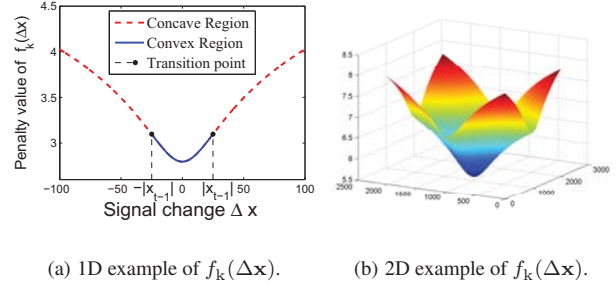 Penalty value of f_k(Δx)
4.5
4
3.5
3
Concave Region
Convex Region
Transition point
−100
−50
−|x_{t−1}|
0
|x_{t−1}|
50
100
Signal change Δ x
8.5
8
7.5
7
6.5
6
5.5
2500
2000
1500
1000
500
0
0
1000
2000
3000
(a) 1D example of f_k(Δx).
(b) 2D example of f_k(Δx).